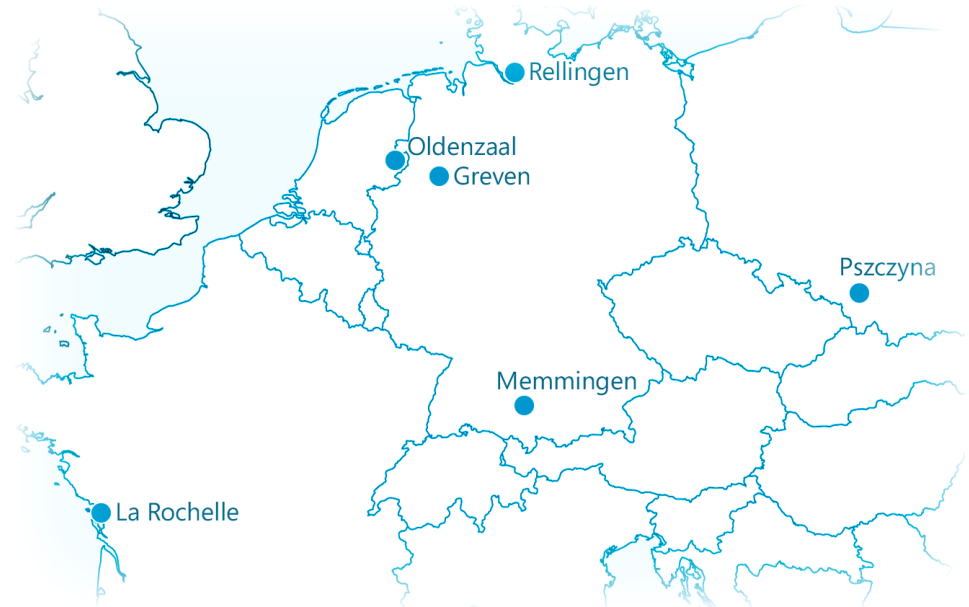 Rellingen
Oldenzaal
Greven
Pszczyna
Memmingen
La Rochelle